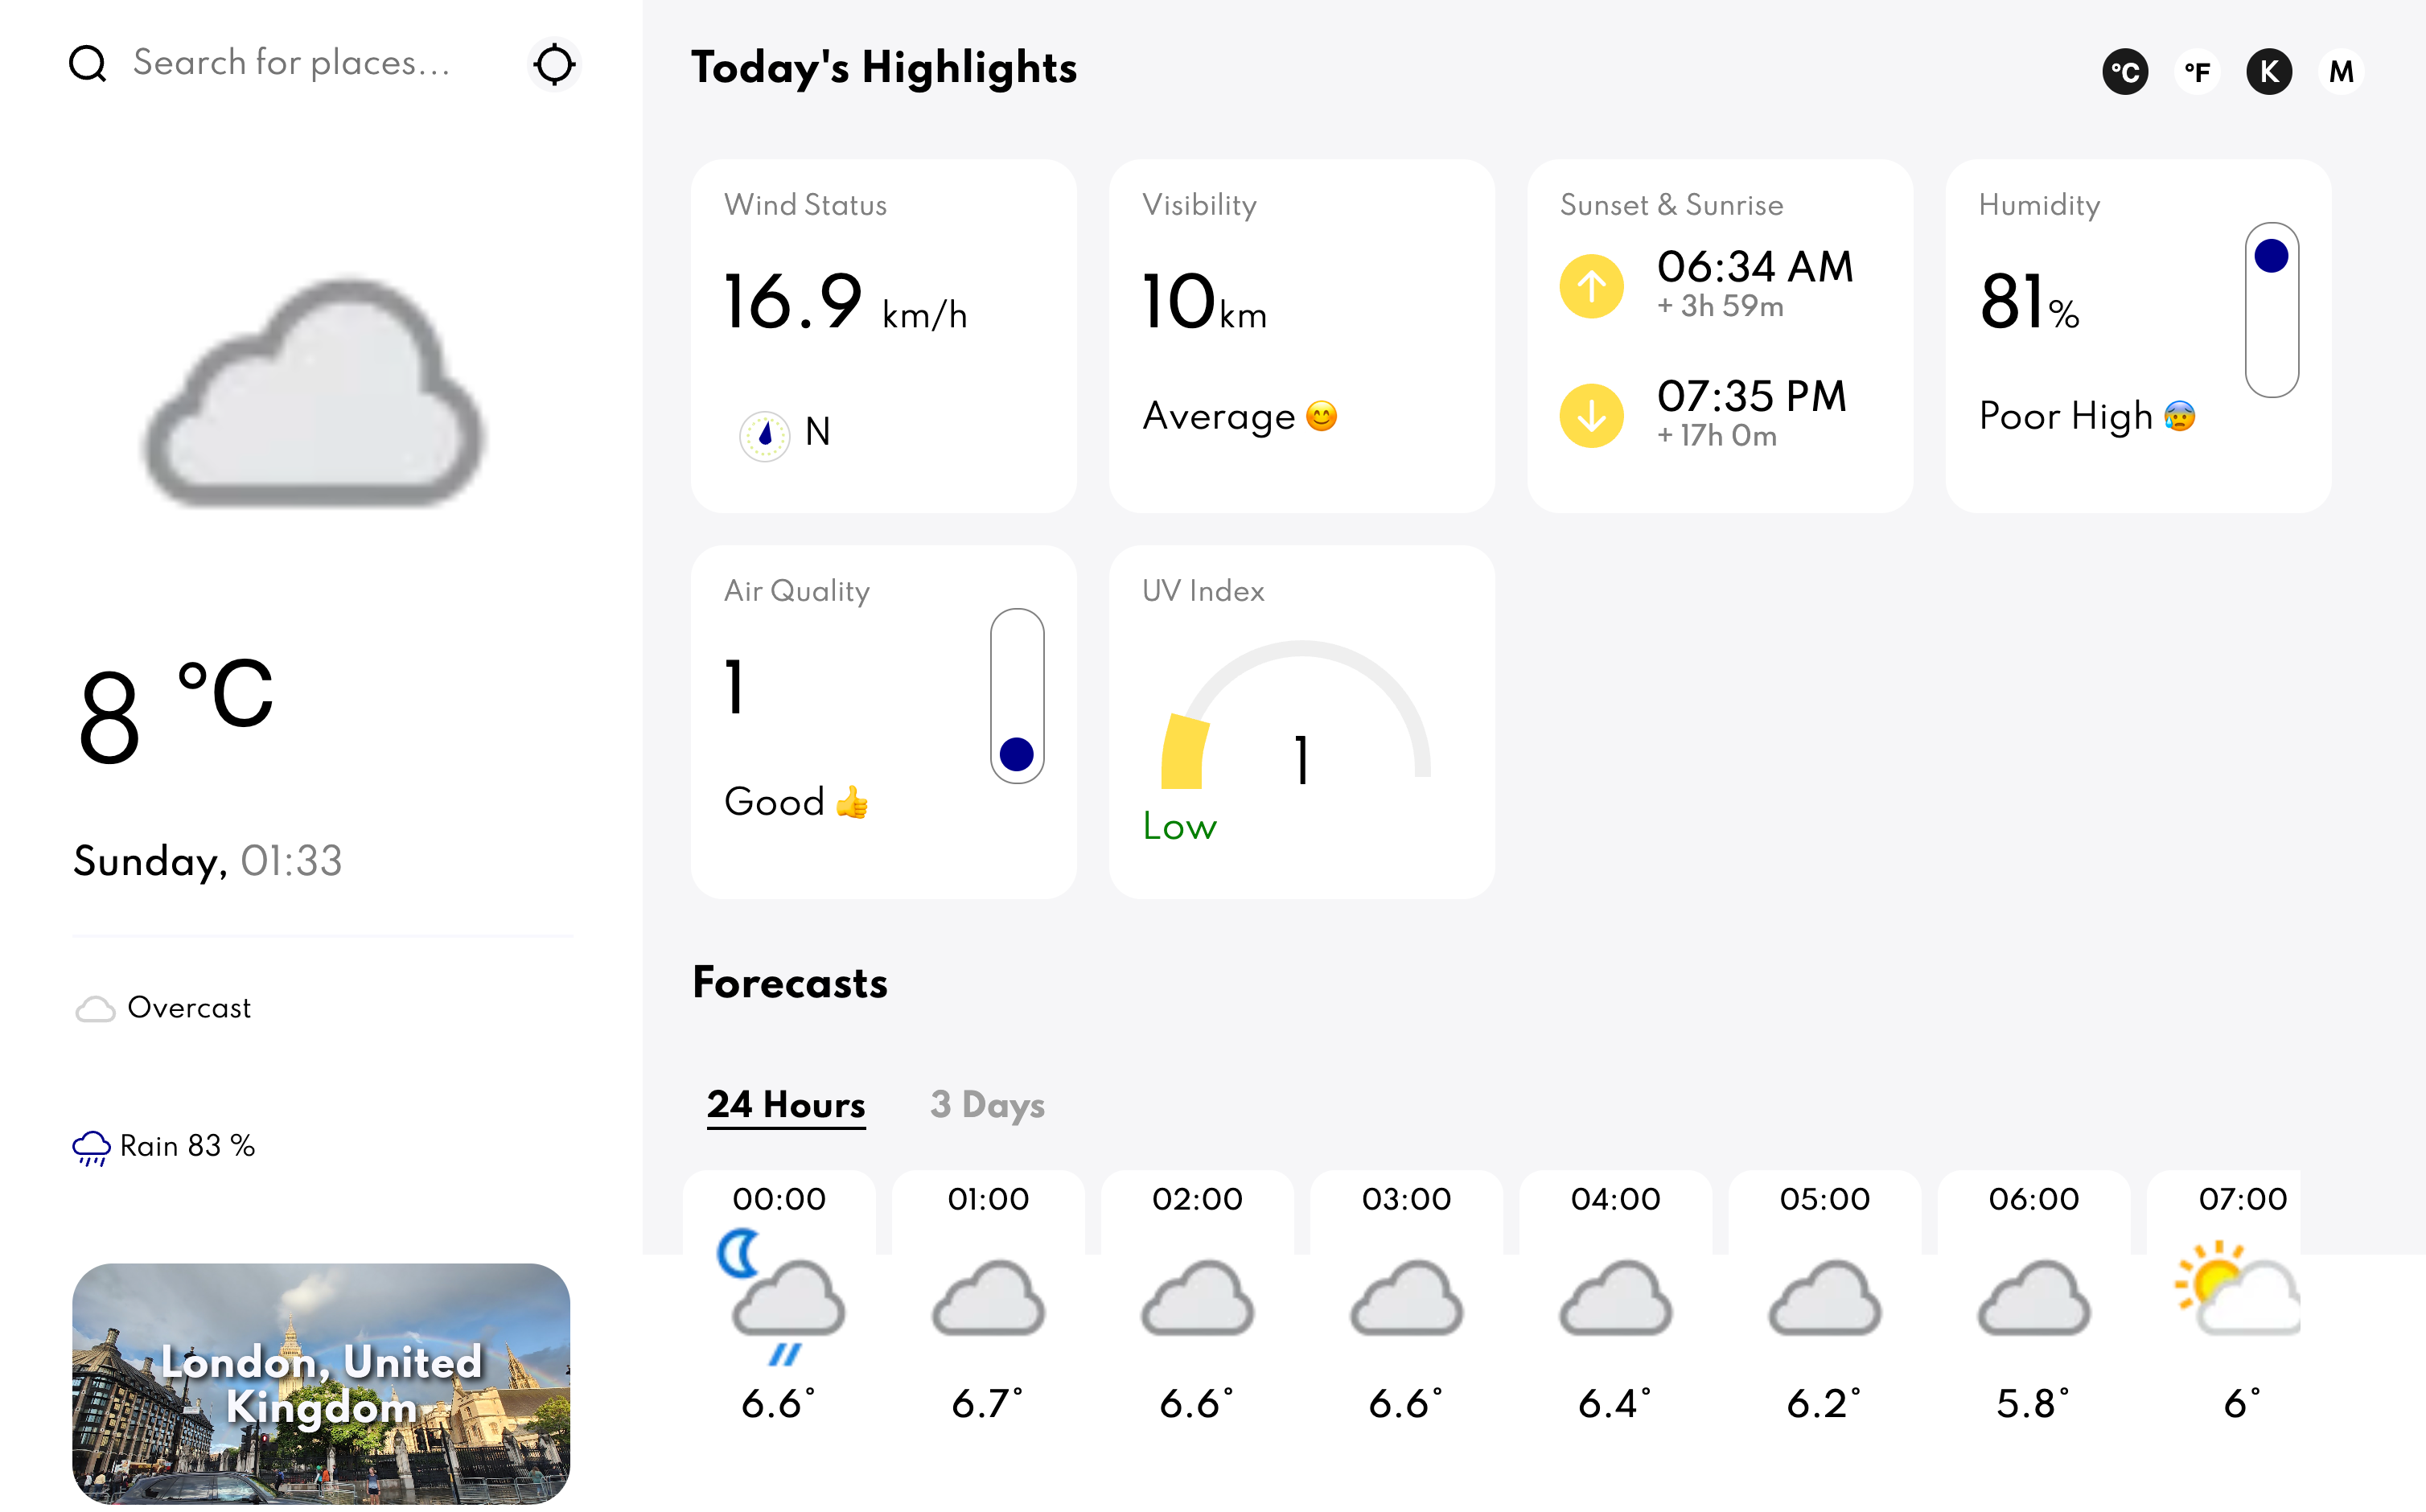 Search for places...
8 °C
Sunday, 01:33
Overcast
Rain 83 %
London, United
Kingdom
Today's Highlights
°C °F K M
Wind Status
16.9 km/h
N
Visibility
10km
Average 😊
Sunset & Sunrise
06:34 AM
+ 3h 59m
07:35 PM
+ 17h 0m
Humidity
81%
Poor High 😰
Air Quality
1
Good 👍
UV Index
1
Low
Forecasts
24 Hours 3 Days
00:00 01:00 02:00 03:00 04:00 05:00 06:00 07:00
6.6° 6.7° 6.6° 6.6° 6.4° 6.2° 5.8° 6°